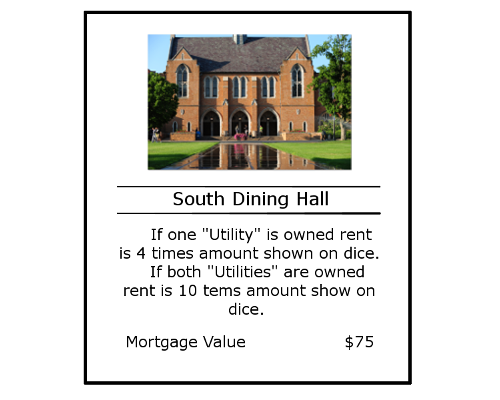 South Dining Hall
If one "Utility" is owned rent
is 4 times amount shown on dice.
If both "Utilities" are owned
rent is 10 tems amount show on
dice.
Mortgage Value $75